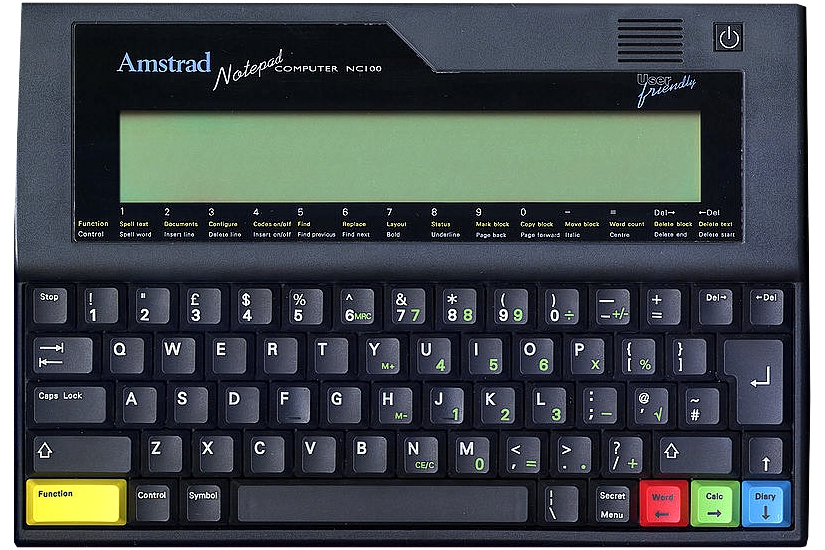 Amstrad Notepad COMPUTER NC100
User friendly
1 2 3 4 5 6 7 8 9 0 – = Del→ ←Del
Function Spell text Documents Configure Codes on/off Find Replace Layout Status Mark block Copy block Move block Word count Delete block Delete text
Control Spell word Insert line Delete line Insert on/off Find previous Find next Bold Underline Page back Page forward Italic Centre Delete end Delete start
Stop ! " £ $ % ^ & * ( ) — + Del→ ←Del
1 2 3 4 5 6 MRC 7 7 8 8 9 9 0 ÷ – +/- =
Q W E R T Y M+ U 4 I 5 O 6 P X { [ % } ]
Caps Lock A S D F G H M- J 1 K 2 L 3 : ; – @ ' √ ~ #
Z X C V B N CE/C M 0 < , = > . . ? / +
Function Control Symbol ¦ \ Secret Menu Word ← Calc → Diary ↓